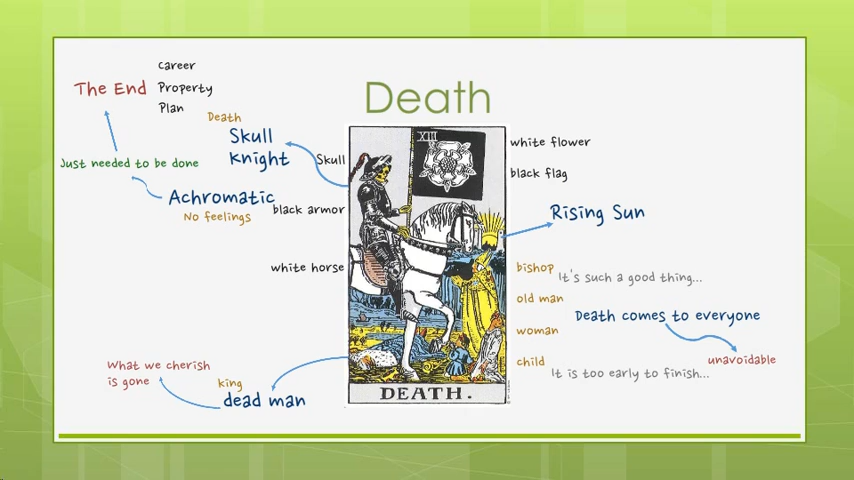 Death
Career
The End
Property
Plan
Death
Skull
knight
Skull
Just needed to be done
Achromatic
No feelings
black armor
white horse
What we cherish
is gone
king
dead man
XIII
DEATH.
white flower
black flag
Rising Sun
bishop
It's such a good thing...
old man
Death comes to everyone
woman
unavoidable
child
It is too early to finish...